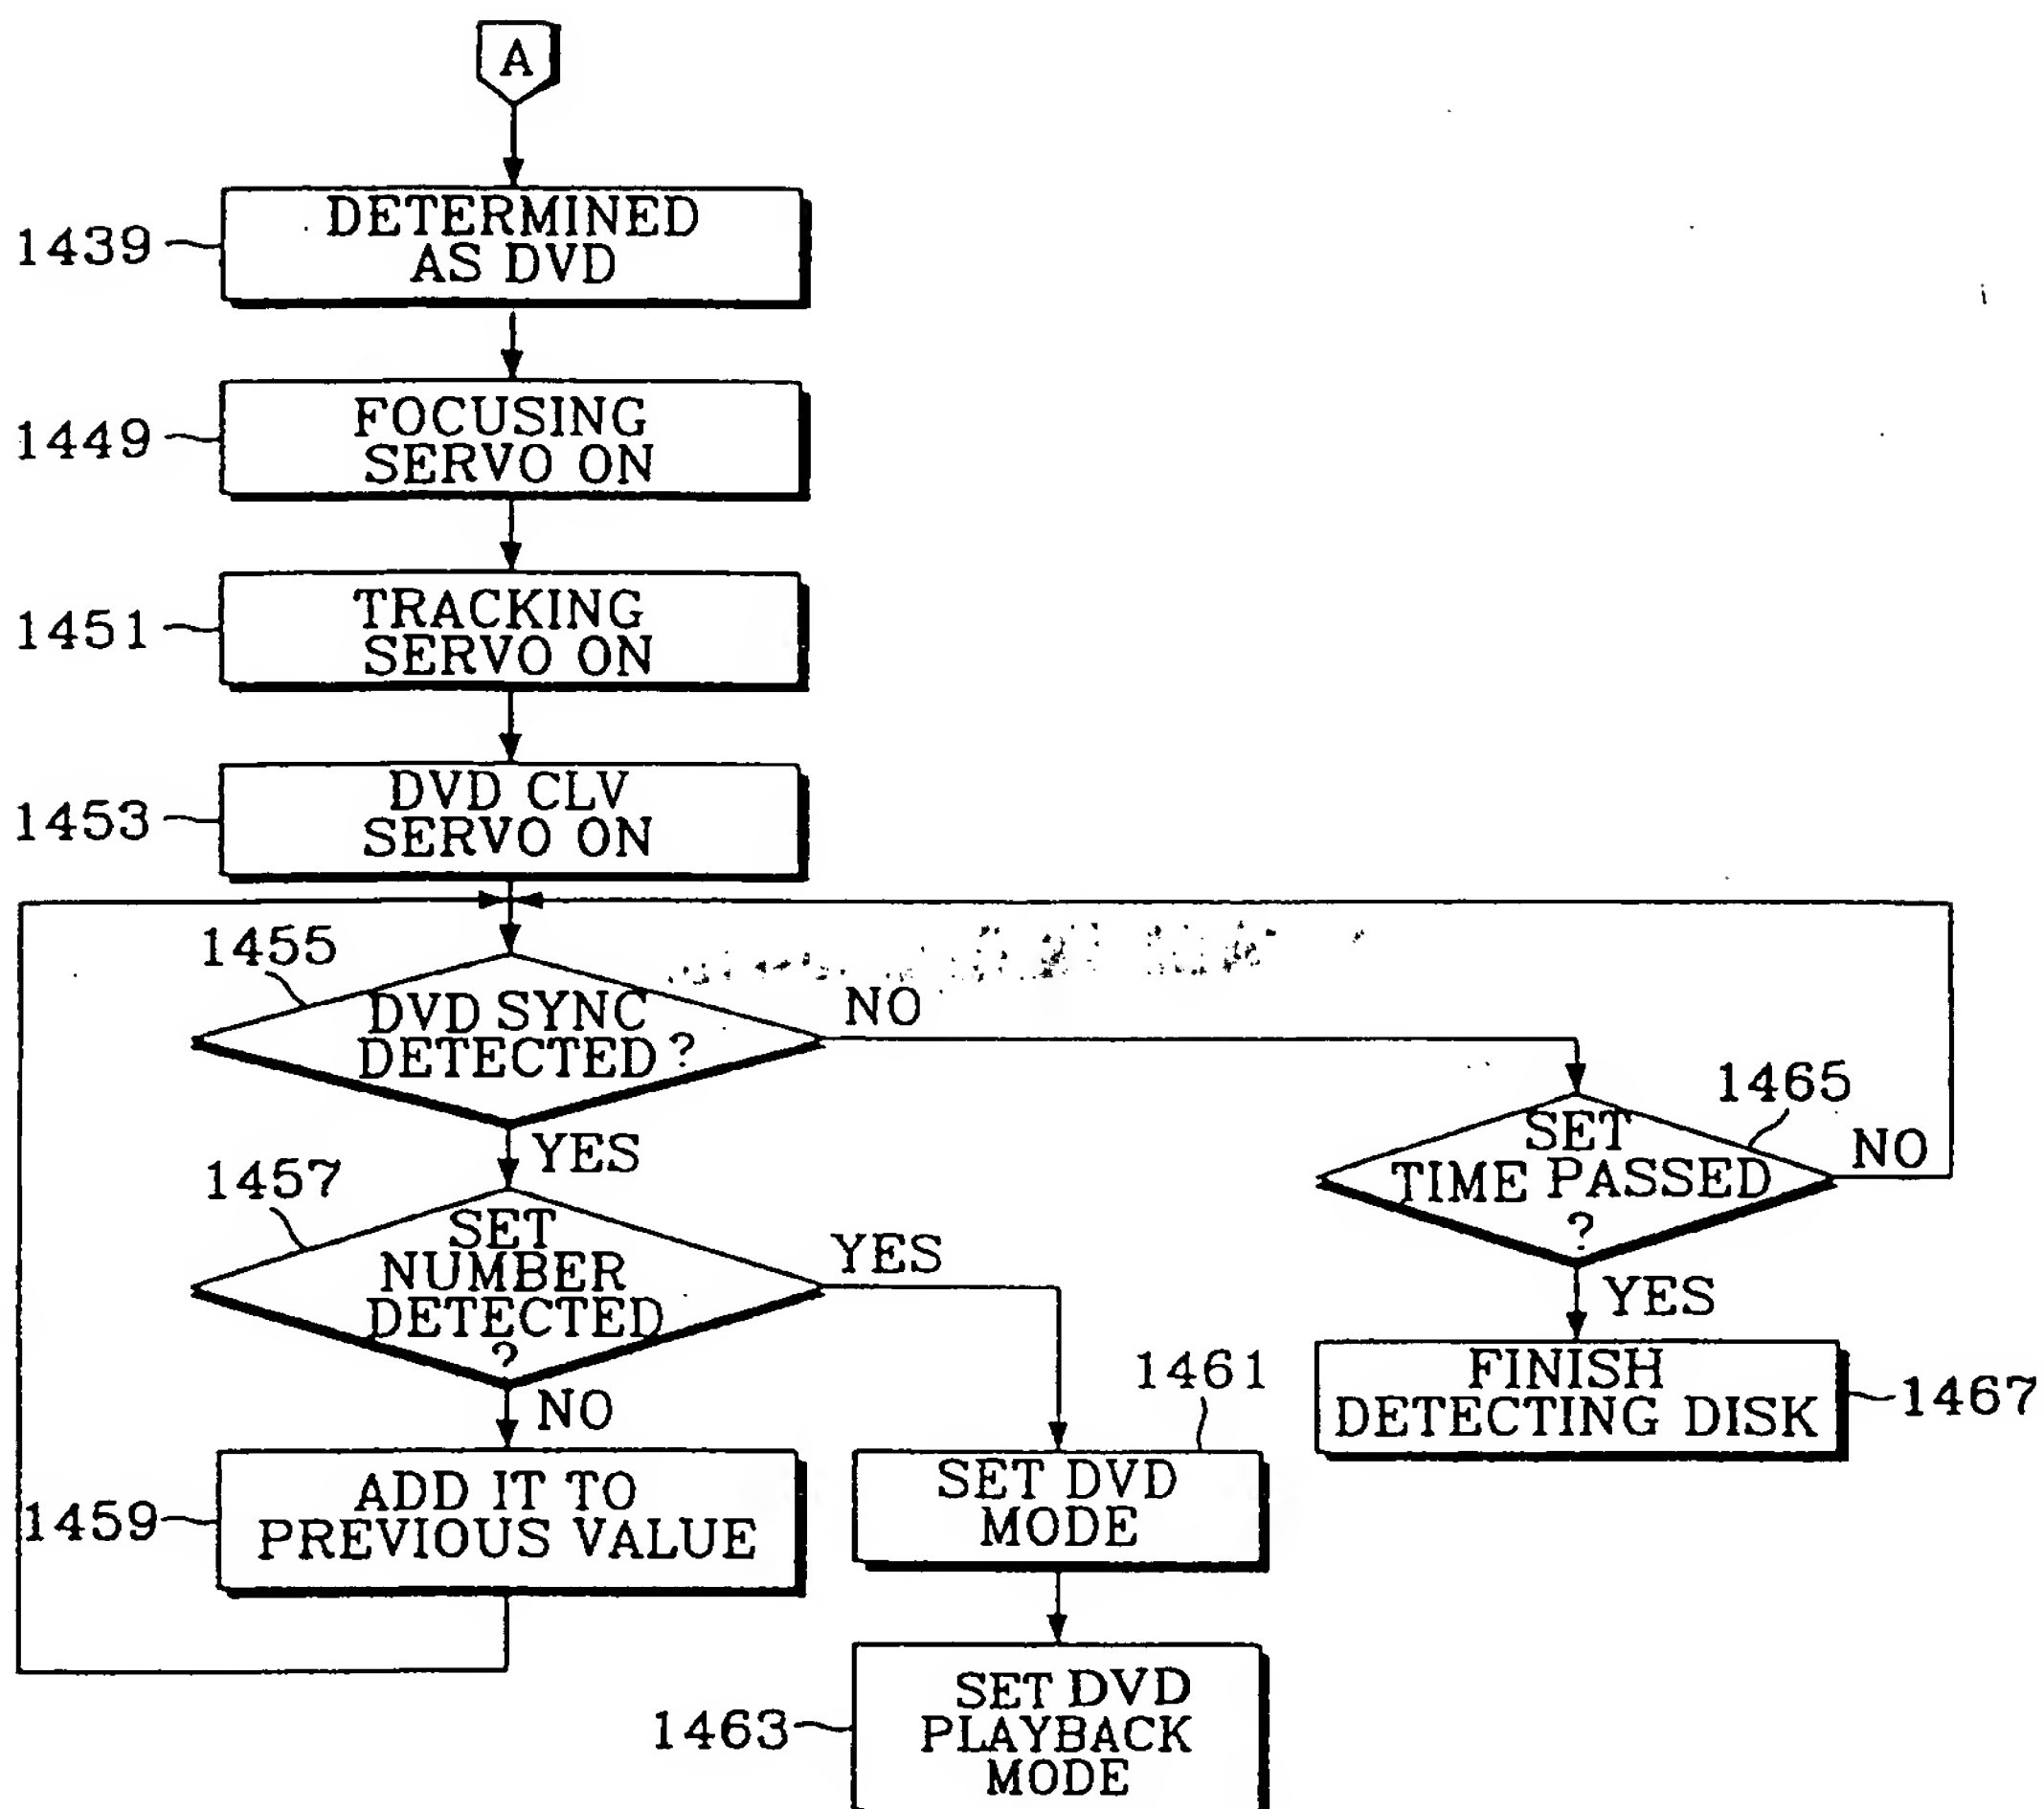 A
DETERMINED
AS DVD
1439
FOCUSING
SERVO ON
1449
TRACKING
SERVO ON
1451
DVD CLV
SERVO ON
1453
1455
DVD SYNC
DETECTED?
NO
YES
1465
SET
TIME PASSED
?
NO
YES
1457
SET
NUMBER
DETECTED
?
YES
NO
1461
FINISH
DETECTING DISK
1467
ADD IT TO
PREVIOUS VALUE
1459
SET DVD
MODE
SET DVD
PLAYBACK
MODE
1463